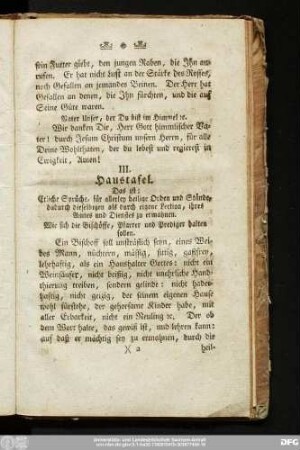 sein Futter giebt, den jungen Raben, die Ihn an-
rufen. Er hat nicht Lust an der Stärke des Rosses,
noch Gefallen an jemandes Beinen. Der Herr hat
Gefallen an denen, die Ihn fürchten, und die auf
Seine Güte waren.
Vater Unser, der Du bist im Himmel ꝛc.
Wir danken Die, Herr Gott himmlischer Va-
ter! durch Jesum Christum unsern Herrn, für alle
Deine Wohlthaten, der du lebest und regierest in
Ewigkeit, Amen!
III.
Haustafel.
Das ist:
Etliche Sprüche, für allerley heilige Orden und Stände,
dadurch dieselbigen als durch eigene Lection, ihres
Amtes und Dienstes zu ermahnen.
Wie sich die Bischöffe, Pfarrer und Prediger halten
sollen.
Ein Bischoff soll unsträflich seyn, eines Wei-
bes Mann, nüchtern, mäßig, sittig, gastfrey,
lehrhaftig, als ein Haushalter Gottes: nicht ein
Weinsäufer, nicht beißig, nicht unehrliche Hand-
thierung treiben, sondern gelinde: nicht hader-
haftig, nicht geizig, der seinem eigenen Hause
wohl fürstehe, der gehorsame Kinder habe, mit
aller Erbarkeit, nicht ein Neuling ꝛc. Der ob
dem Wort halte, das gewiß ist, und lehren kann:
auf daß er mächtig sey zu ermahnen, durch die
)( 2 heil-